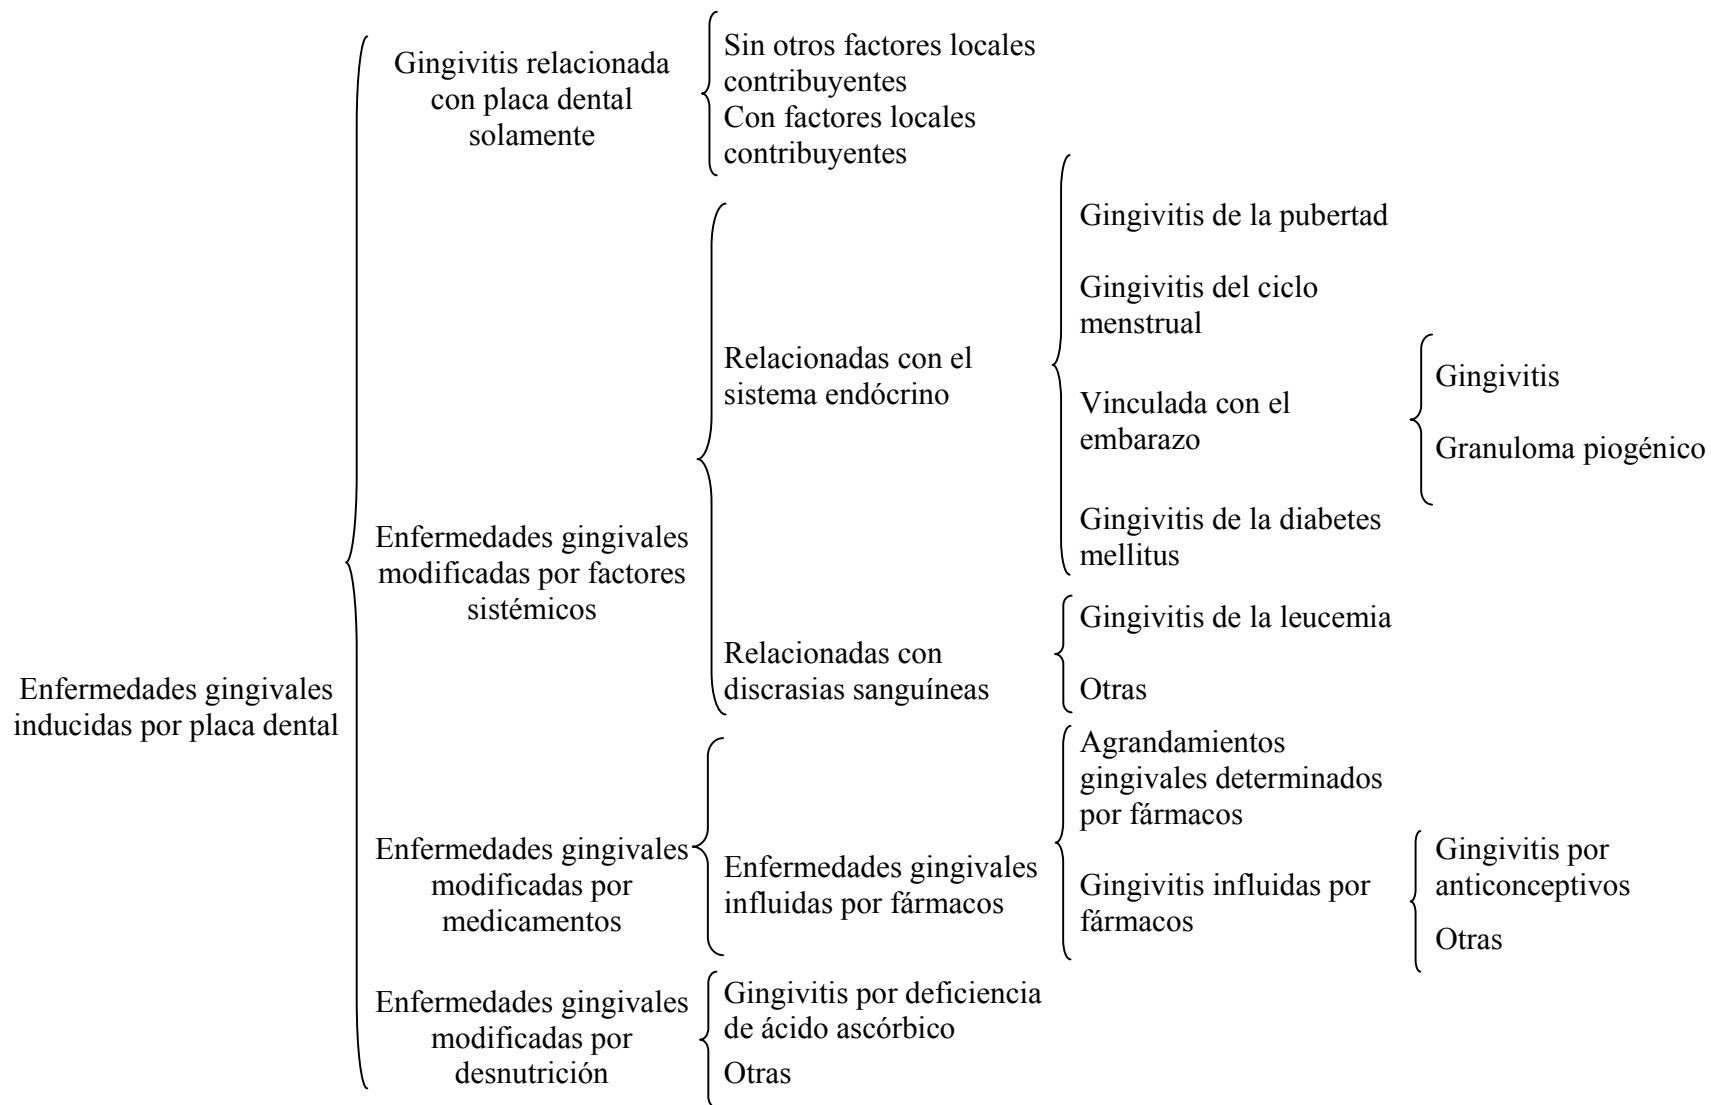 Enfermedades gingivales
inducidas por placa dental
Gingivitis relacionada
con placa dental
solamente
Sin otros factores locales
contribuyentes
Con factores locales
contribuyentes
Enfermedades gingivales
modificadas por factores
sistémicos
Relacionadas con el
sistema endócrino
Gingivitis de la pubertad
Gingivitis del ciclo
menstrual
Vinculada con el
embarazo
Gingivitis
Granuloma piogénico
Gingivitis de la diabetes
mellitus
Relacionadas con
discrasias sanguíneas
Gingivitis de la leucemia
Otras
Enfermedades gingivales
modificadas por
medicamentos
Enfermedades gingivales
influidas por fármacos
Agrandamientos
gingivales determinados
por fármacos
Gingivitis influidas por
fármacos
Gingivitis por
anticonceptivos
Otras
Enfermedades gingivales
modificadas por
desnutrición
Gingivitis por deficiencia
de ácido ascórbico
Otras